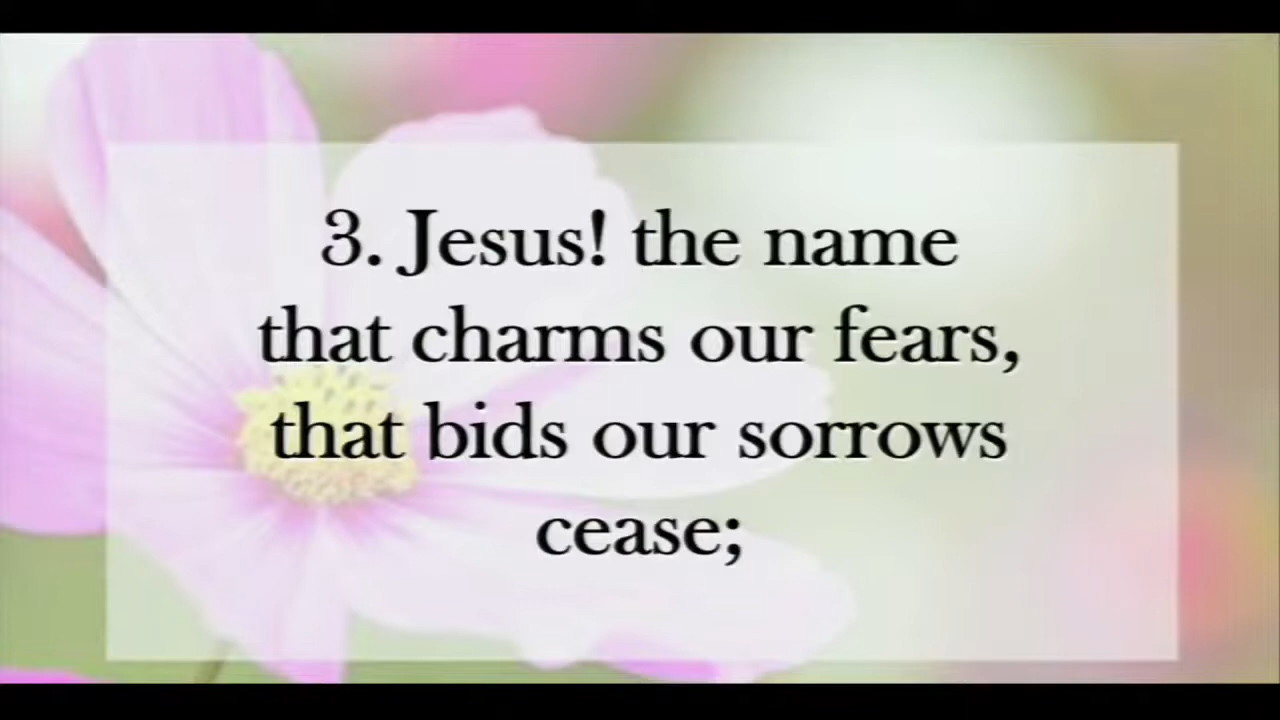 3. Jesus! the name
that charms our fears,
that bids our sorrows
cease;